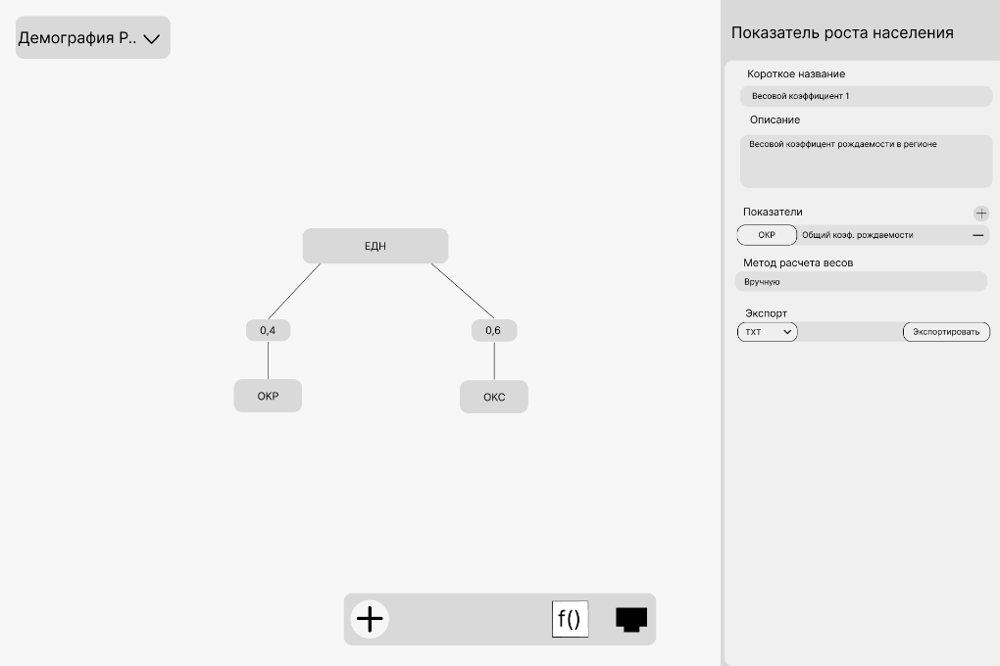 Демография Р..
ЕДН
0,4
0,6
ОКР
ОКС
f()
Показатель роста населения
Короткое название
Весовой коэффициент 1
Описание
Весовой коэффицент рождаемости в регионе
Показатели
ОКР Общий коэф. рождаемости
Метод расчета весов
Вручную
Экспорт
TXT Экспортировать